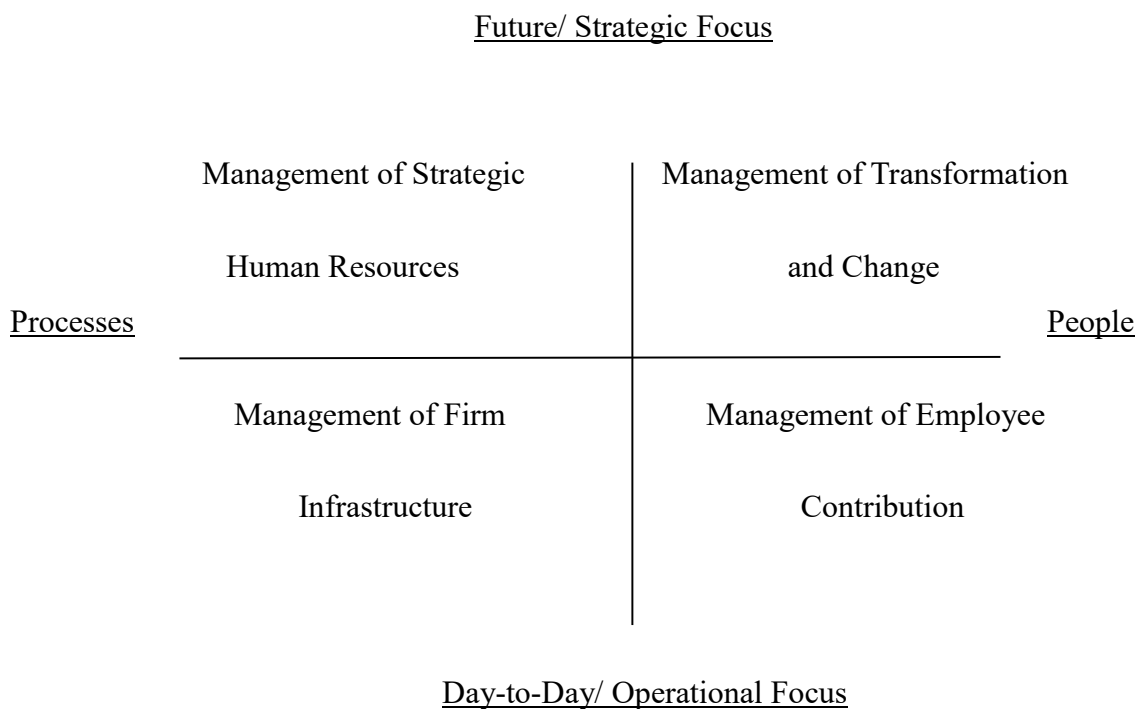 Future/ Strategic Focus
Management of Strategic
Human Resources
Management of Transformation
and Change
Processes
People
Management of Firm
Infrastructure
Management of Employee
Contribution
Day-to-Day/ Operational Focus